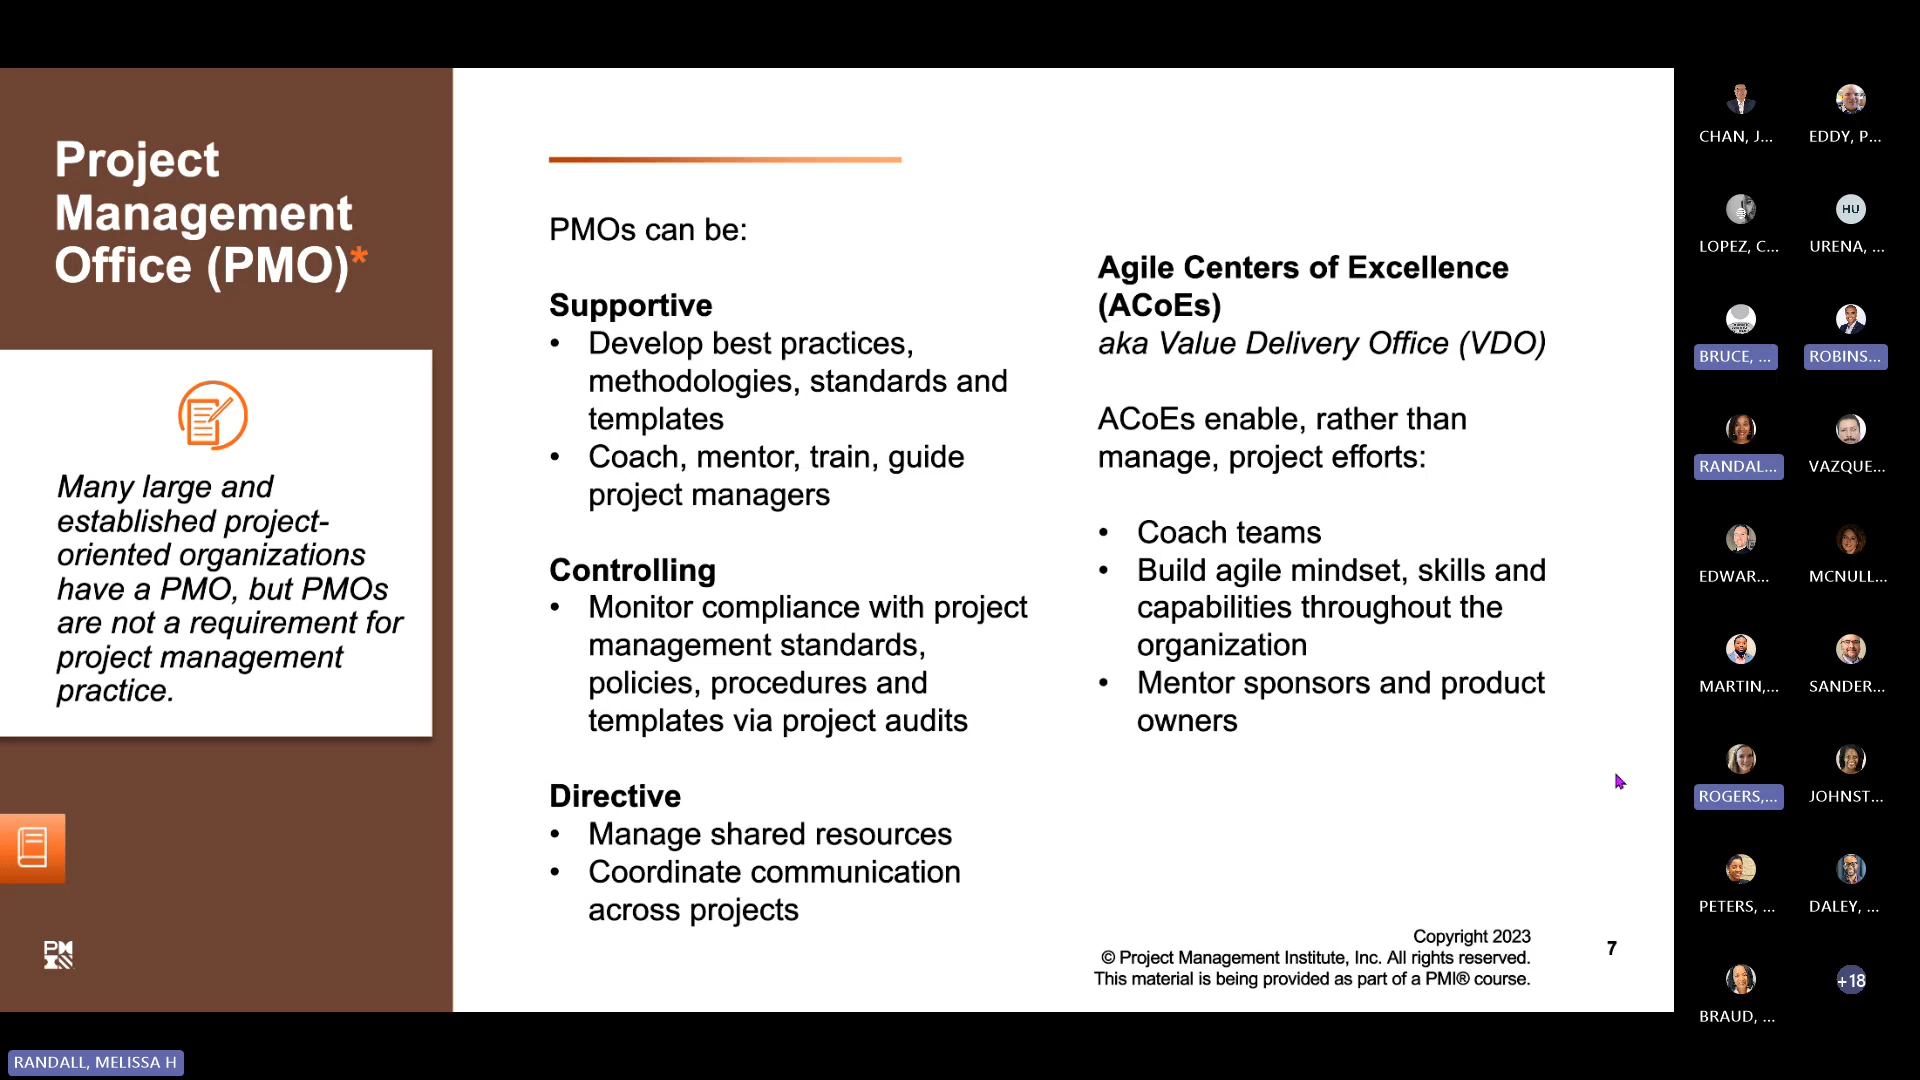 Project
Management
Office (PMO)*
Many large and
established project-
oriented organizations
have a PMO, but PMOs
are not a requirement for
project management
practice.
PMOs can be:
Supportive
• Develop best practices,
methodologies, standards and
templates
• Coach, mentor, train, guide
project managers
Controlling
• Monitor compliance with project
management standards,
policies, procedures and
templates via project audits
Directive
• Manage shared resources
• Coordinate communication
across projects
Agile Centers of Excellence
(ACoEs)
aka Value Delivery Office (VDO)
ACoEs enable, rather than
manage, project efforts:
• Coach teams
• Build agile mindset, skills and
capabilities throughout the
organization
• Mentor sponsors and product
owners
Copyright 2023
© Project Management Institute, Inc. All rights reserved.
This material is being provided as part of a PMI® course.
7
CHAN, J...
EDDY, P...
LOPEZ, C...
HU
URENA, ...
BRUCE, ...
ROBINS...
RANDAL...
VAZQUE...
EDWAR...
MCNULL...
MARTIN,...
SANDER...
ROGERS,...
JOHNST...
PETERS, ...
DALEY, ...
BRAUD, ...
+18
RANDALL, MELISSA H